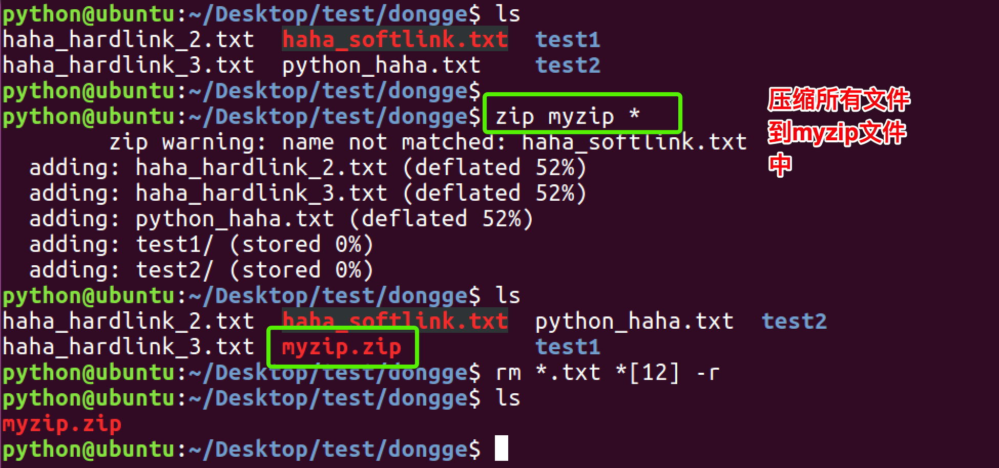 python@ubuntu:~/Desktop/test/dongge$ ls
haha_hardlink_2.txt  haha_softlink.txt  test1
haha_hardlink_3.txt  python_haha.txt    test2
python@ubuntu:~/Desktop/test/dongge$
python@ubuntu:~/Desktop/test/dongge$ zip myzip *
        zip warning: name not matched: haha_softlink.txt
  adding: haha_hardlink_2.txt (deflated 52%)
  adding: haha_hardlink_3.txt (deflated 52%)
  adding: python_haha.txt (deflated 52%)
  adding: test1/ (stored 0%)
  adding: test2/ (stored 0%)
python@ubuntu:~/Desktop/test/dongge$ ls
haha_hardlink_2.txt  haha_softlink.txt  python_haha.txt  test2
haha_hardlink_3.txt  myzip.zip          test1
python@ubuntu:~/Desktop/test/dongge$ rm *.txt *[12] -r
python@ubuntu:~/Desktop/test/dongge$ ls
myzip.zip
python@ubuntu:~/Desktop/test/dongge$
压缩所有文件
到myzip文件
中